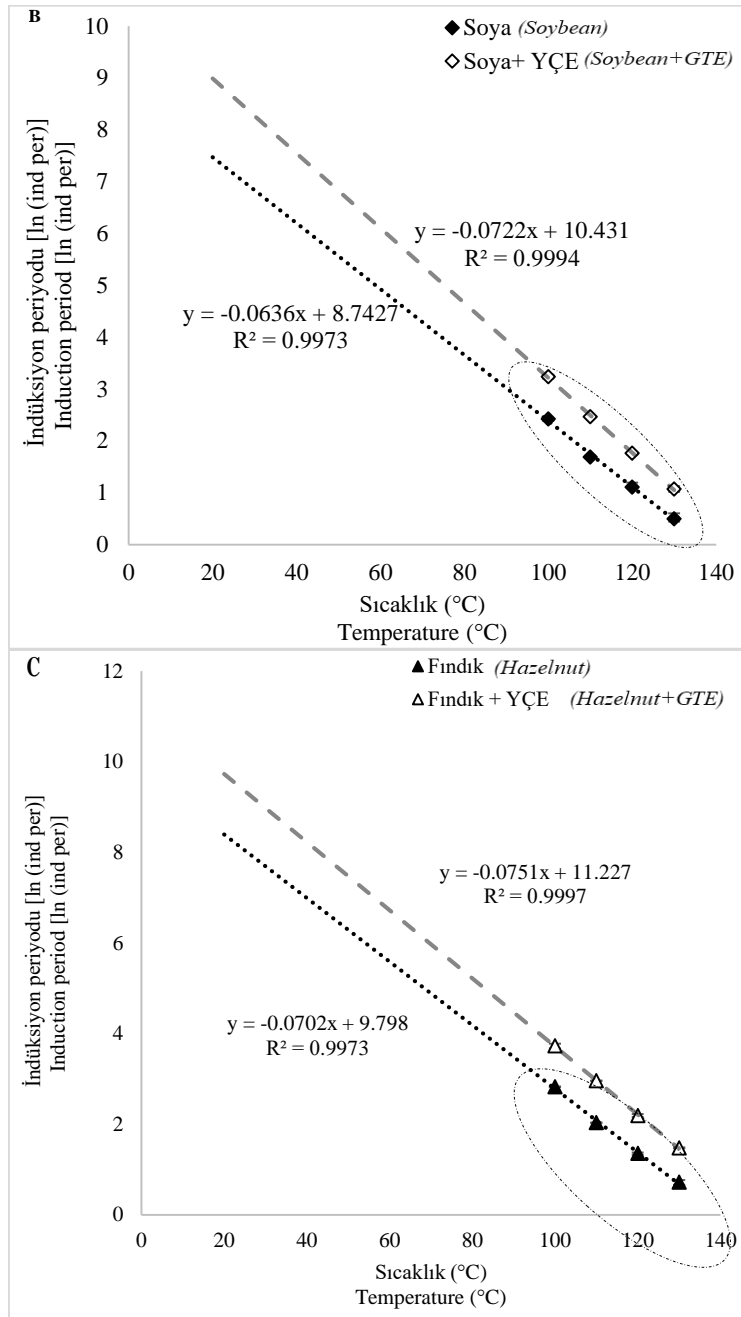 B
10
9
8
7
6
5
4
3
2
1
0
0 20 40 60 80 100 120 140
İndüksiyon periyodu [ln (ind per)]
Induction period [ln (ind per)]
Soya (Soybean)
Soya+ YÇE (Soybean+GTE)
y = -0.0722x + 10.431
R² = 0.9994
y = -0.0636x + 8.7427
R² = 0.9973
Sıcaklık (°C)
Temperature (°C)
C
12
10
8
6
4
2
0
0 20 40 60 80 100 120 140
İndüksiyon periyodu [ln (ind per)]
Induction period [ln (ind per)]
Fındık (Hazelnut)
Fındık + YÇE (Hazelnut+GTE)
y = -0.0751x + 11.227
R² = 0.9997
y = -0.0702x + 9.798
R² = 0.9973
Sıcaklık (°C)
Temperature (°C)